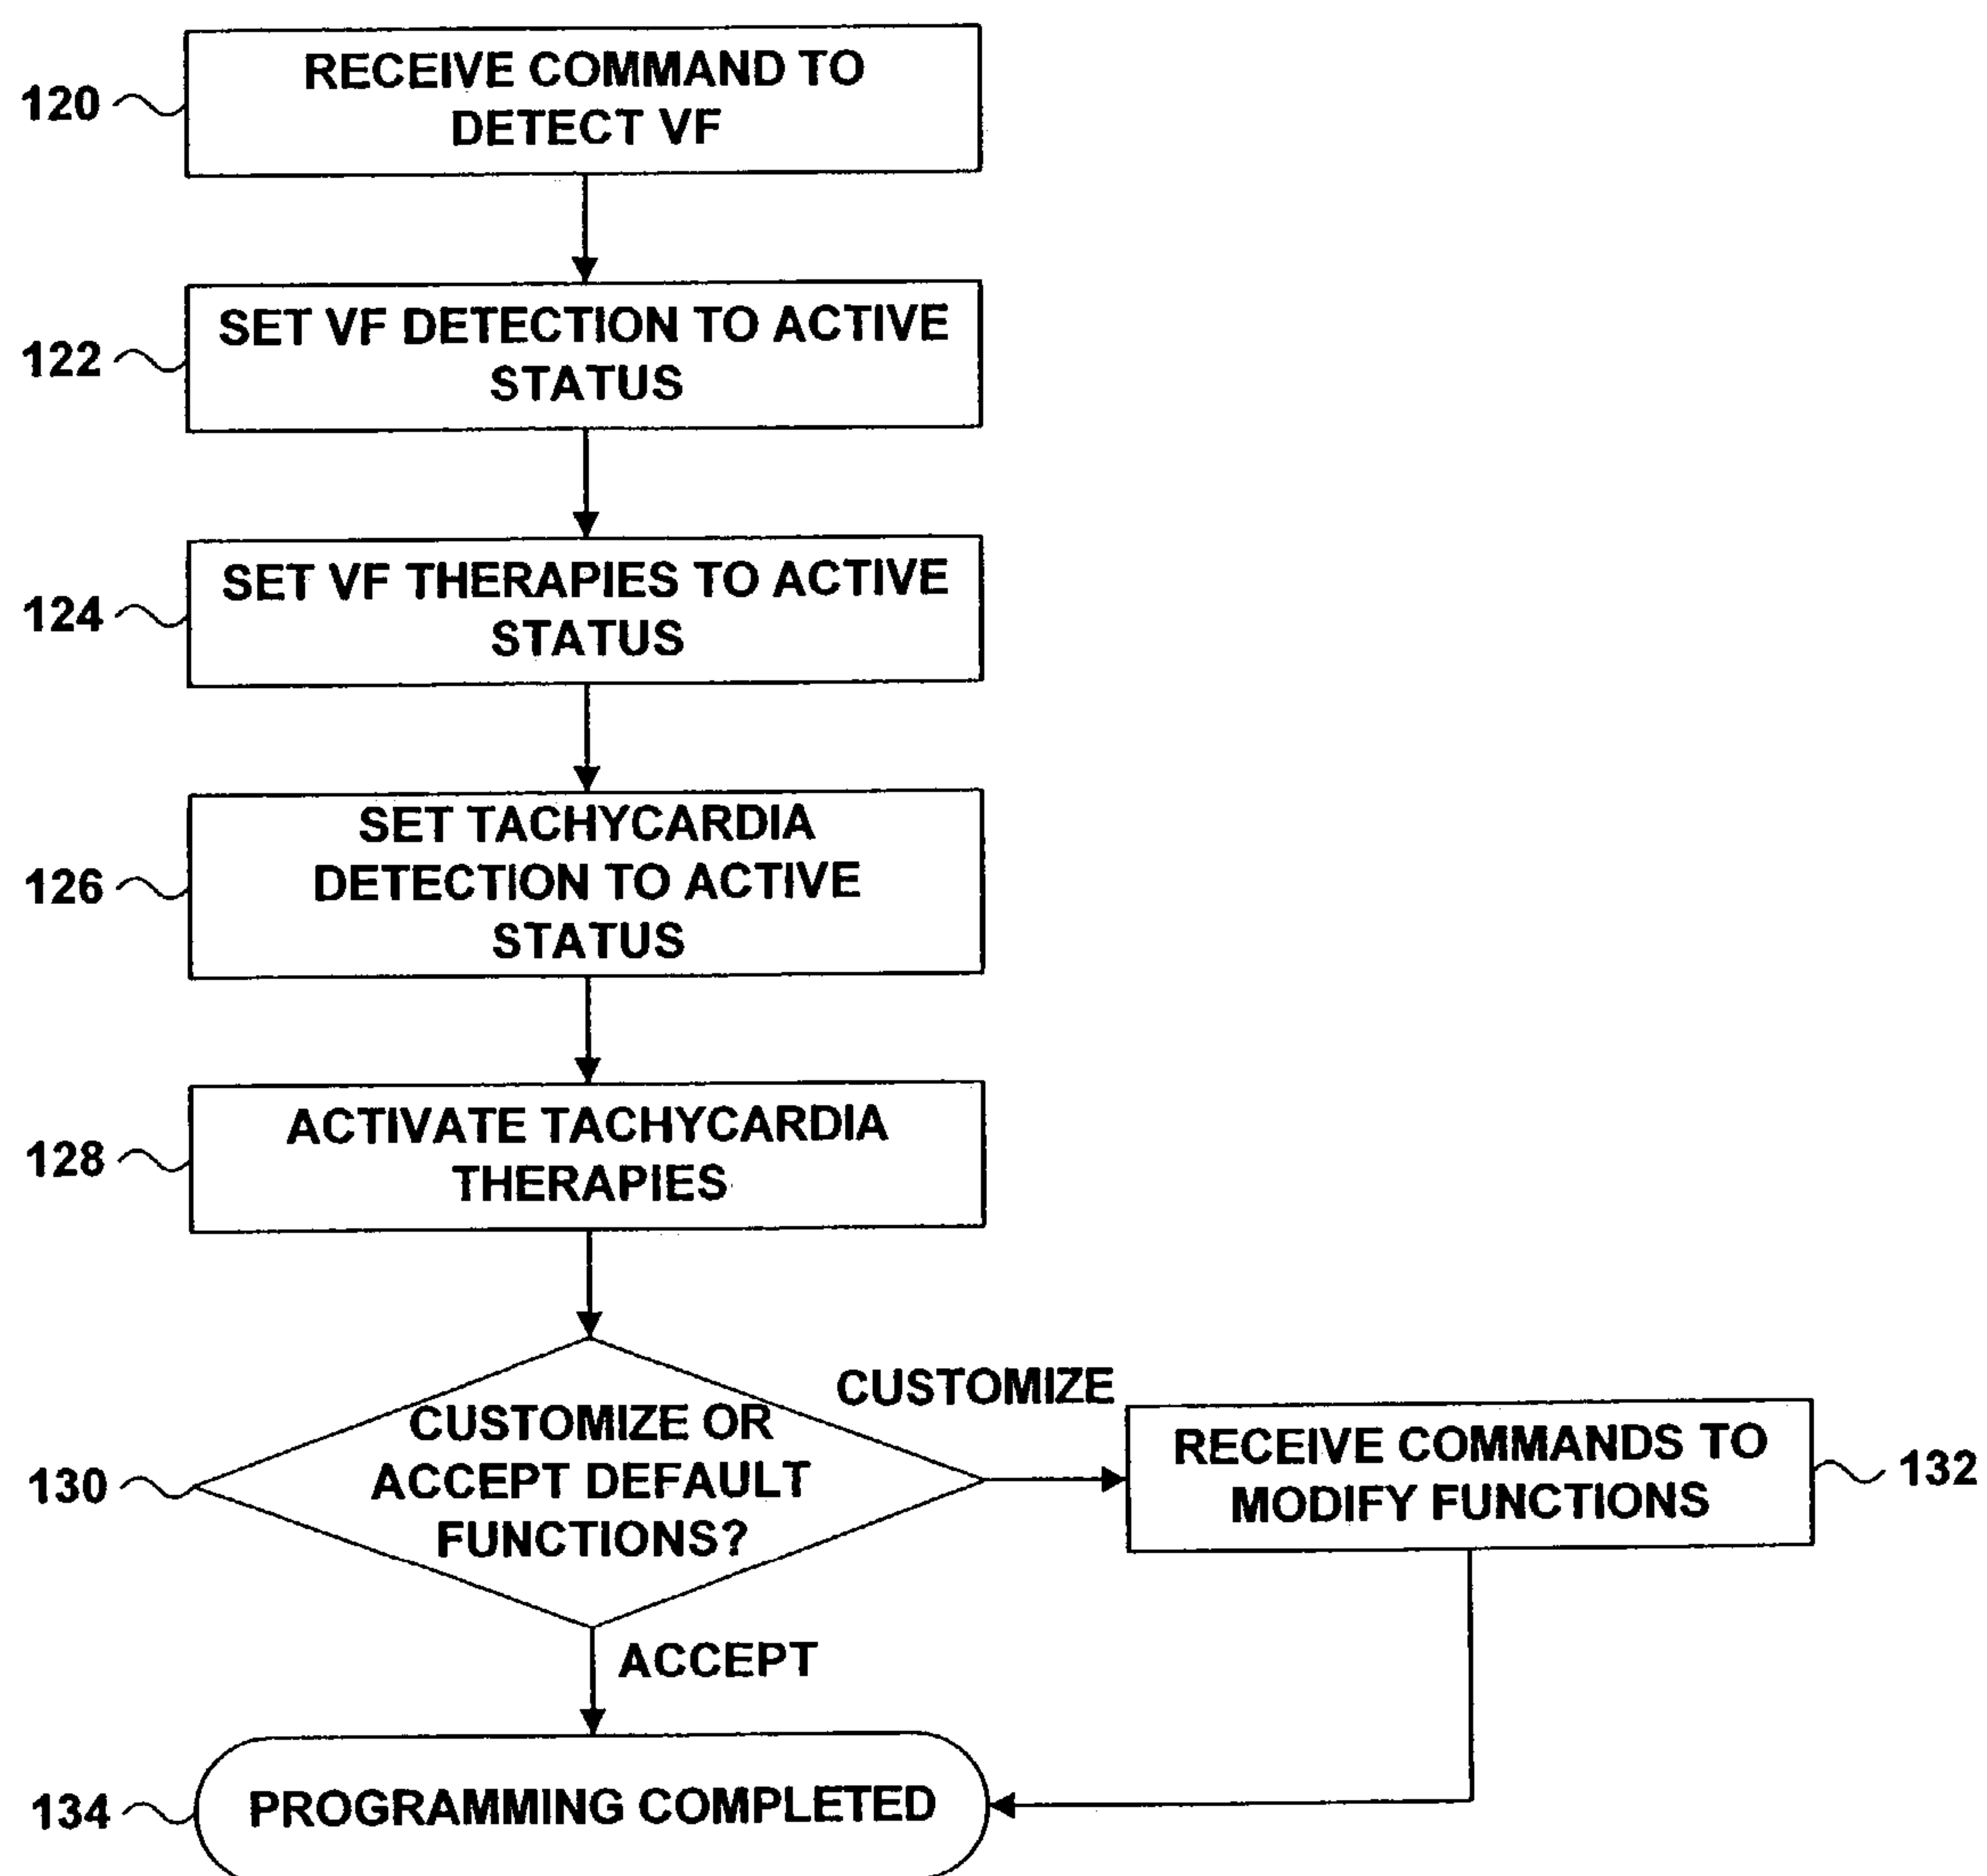 120
RECEIVE COMMAND TO
DETECT VF
122
SET VF DETECTION TO ACTIVE
STATUS
124
SET VF THERAPIES TO ACTIVE
STATUS
126
SET TACHYCARDIA
DETECTION TO ACTIVE
STATUS
128
ACTIVATE TACHYCARDIA
THERAPIES
130
CUSTOMIZE OR
ACCEPT DEFAULT
FUNCTIONS?
CUSTOMIZE
RECEIVE COMMANDS TO
MODIFY FUNCTIONS
132
ACCEPT
134
PROGRAMMING COMPLETED